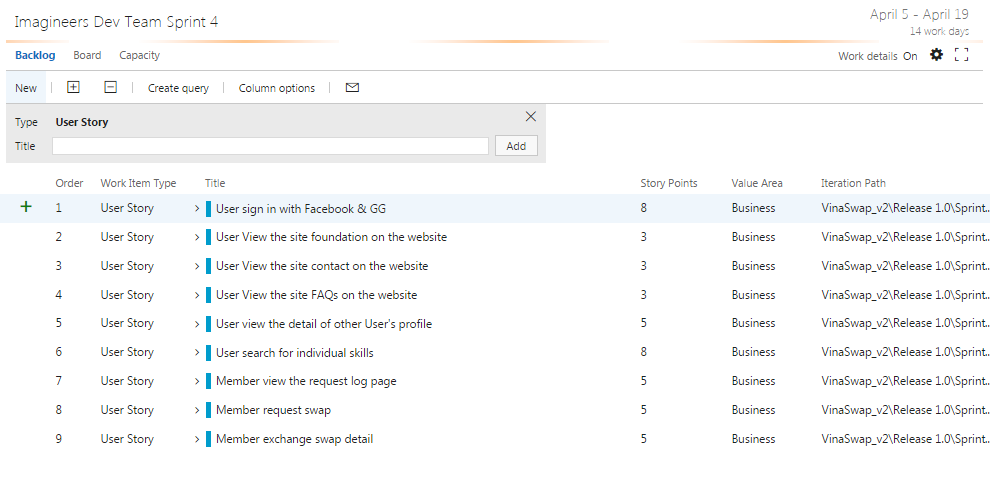 Imagineers Dev Team Sprint 4
April 5 - April 19
14 work days
Backlog Board Capacity
Work details On
New Create query Column options
Type User Story
Title Add
Order Work Item Type Title Story Points Value Area Iteration Path
1 User Story User sign in with Facebook & GG 8 Business VinaSwap_v2\Release 1.0\Sprint..
2 User Story User View the site foundation on the website 3 Business VinaSwap_v2\Release 1.0\Sprint..
3 User Story User View the site contact on the website 3 Business VinaSwap_v2\Release 1.0\Sprint..
4 User Story User View the site FAQs on the website 3 Business VinaSwap_v2\Release 1.0\Sprint..
5 User Story User view the detail of other User's profile 5 Business VinaSwap_v2\Release 1.0\Sprint..
6 User Story User search for individual skills 8 Business VinaSwap_v2\Release 1.0\Sprint..
7 User Story Member view the request log page 5 Business VinaSwap_v2\Release 1.0\Sprint..
8 User Story Member request swap 5 Business VinaSwap_v2\Release 1.0\Sprint..
9 User Story Member exchange swap detail 5 Business VinaSwap_v2\Release 1.0\Sprint..